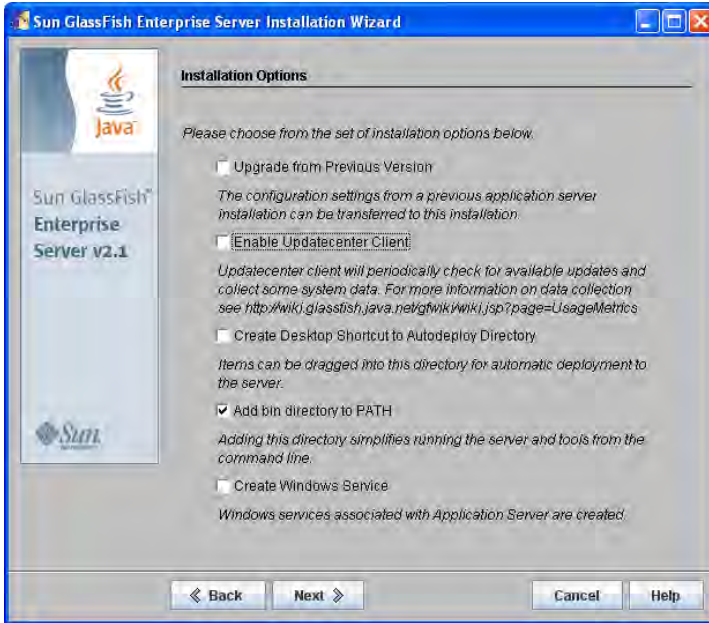 Sun GlassFish Enterprise Server Installation Wizard
Java
Sun GlassFish™
Enterprise
Server v2.1
Sun
Installation Options
Please choose from the set of installation options below.
Upgrade from Previous Version
The configuration settings from a previous application server
installation can be transferred to this installation
Enable Updatecenter Client
Updatecenter client will periodically check for available updates and
collect some system data. For more information on data collection
see http://wiki.glassfish.java.net/gfwiki/wiki.jsp?page=UsageMetrics
Create Desktop Shortcut to Autodeploy Directory
Items can be dragged into this directory for automatic deployment to
the server.
Add bin directory to PATH
Adding this directory simplifies running the server and tools from the
command line.
Create Windows Service
Windows services associated with Application Server are created
Back
Next
Cancel
Help